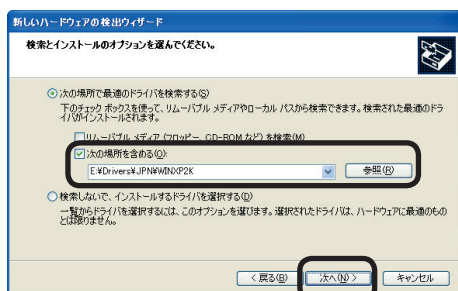 新しいハードウェアの検出ウィザード
検索とインストールのオプションを選んでください。
次の場所で最適のドライバを検索する(S)
下のチェック ボックスを使って、リムーバブル メディアやローカル パスから検索できます。検索された最適のドラ
イバがインストールされます。
リムーバブル メディア (フロッピー、CD-ROM など) を検索(M)
次の場所を含める(O):
E:¥Drivers¥JPN¥WINXP2K
参照(R)
検索しないで、インストールするドライバを選択する(D)
一覧からドライバを選択するには、このオプションを選びます。選択されたドライバは、ハードウェアに最適のもの
とは限りません。
< 戻る(B)
次へ(N) >
キャンセル